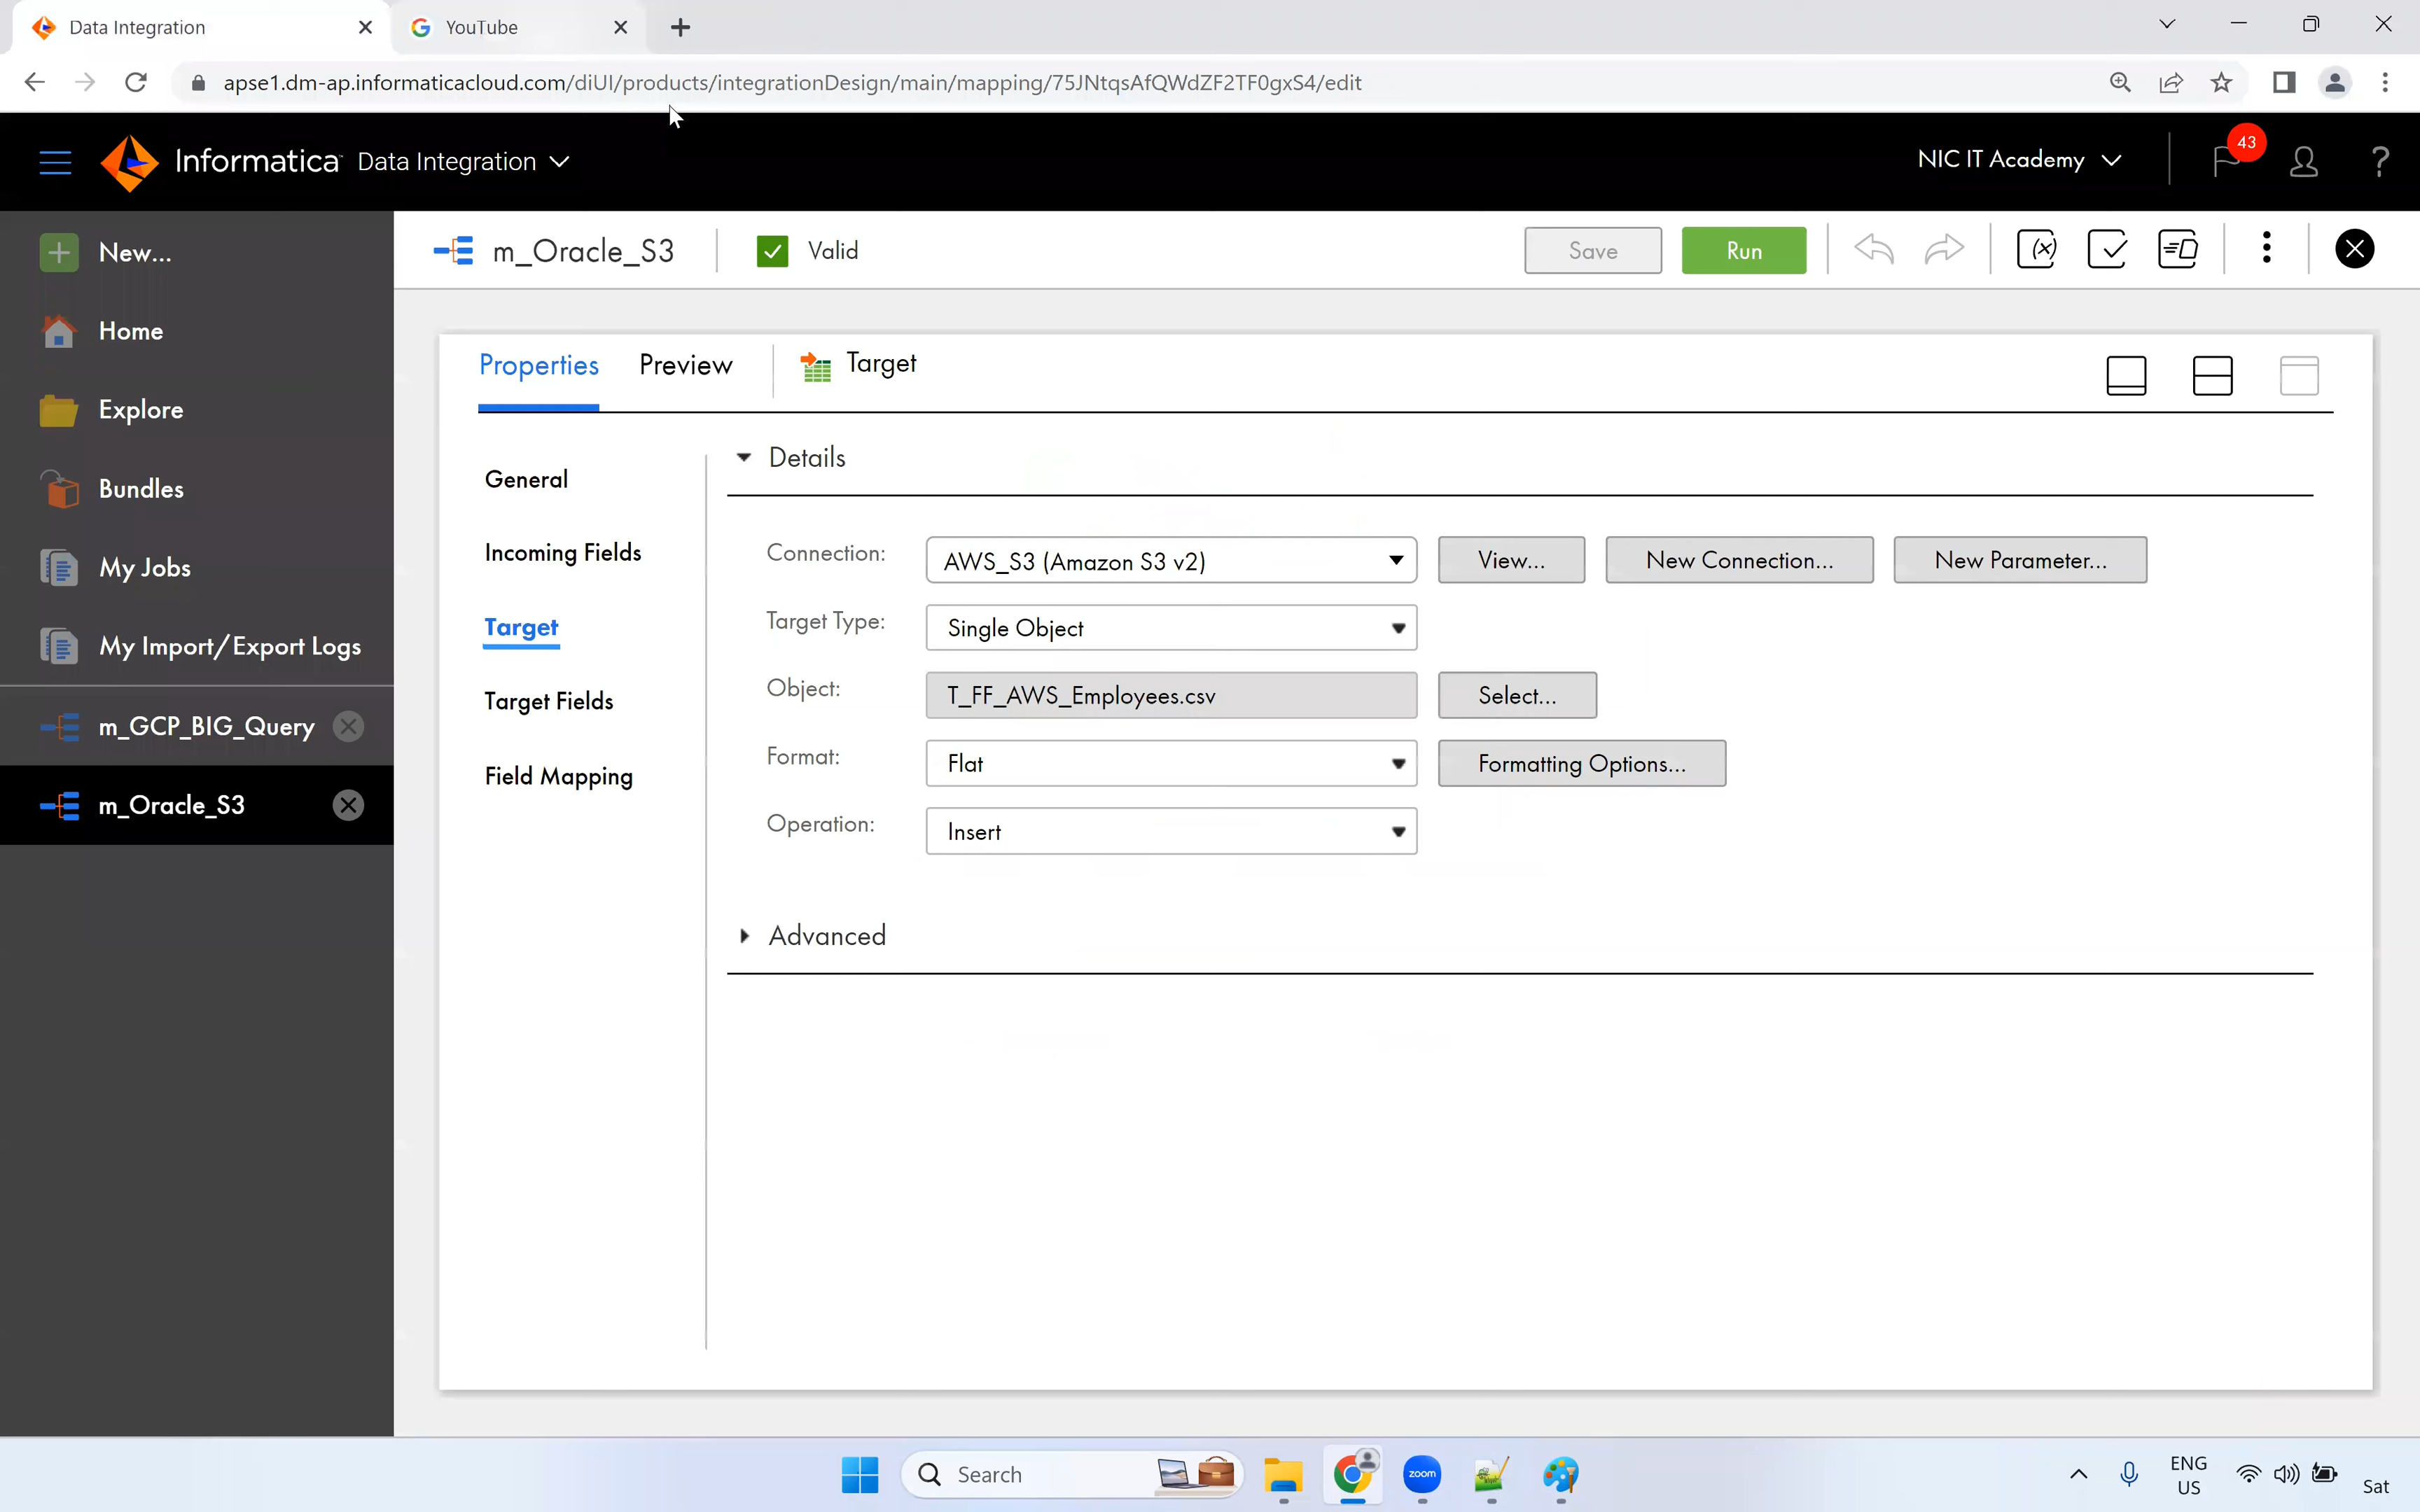 Data Integration
YouTube
apse1.dm-ap.informaticacloud.com/diUI/products/integrationDesign/main/mapping/75JNtqsAfQWdZF2TF0gxS4/edit
Informatica Data Integration
NIC IT Academy
43
?
New...
Home
Explore
Bundles
My Jobs
My Import/Export Logs
m_GCP_BIG_Query
m_Oracle_S3
m_Oracle_S3
Valid
Save
Run
(x)
Properties
Preview
Target
General
Incoming Fields
Target
Target Fields
Field Mapping
Details
Connection: AWS_S3 (Amazon S3 v2) View... New Connection... New Parameter...
Target Type: Single Object
Object: T_FF_AWS_Employees.csv Select...
Format: Flat Formatting Options...
Operation: Insert
Advanced
Search
zoom
ENG
US
Sat